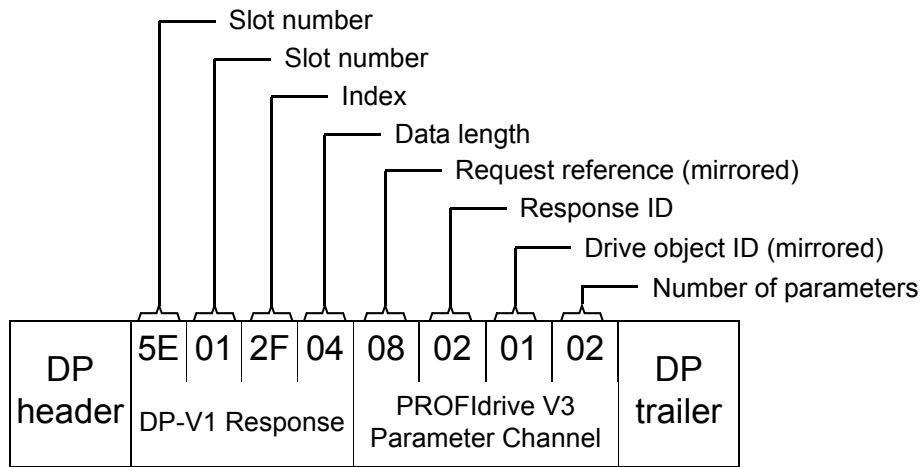 Slot number
Slot number
Index
Data length
Request reference (mirrored)
Response ID
Drive object ID (mirrored)
Number of parameters
5E 01 2F 04 08 02 01 02
DP
header
DP-V1 Response
PROFIdrive V3
Parameter Channel
DP
trailer